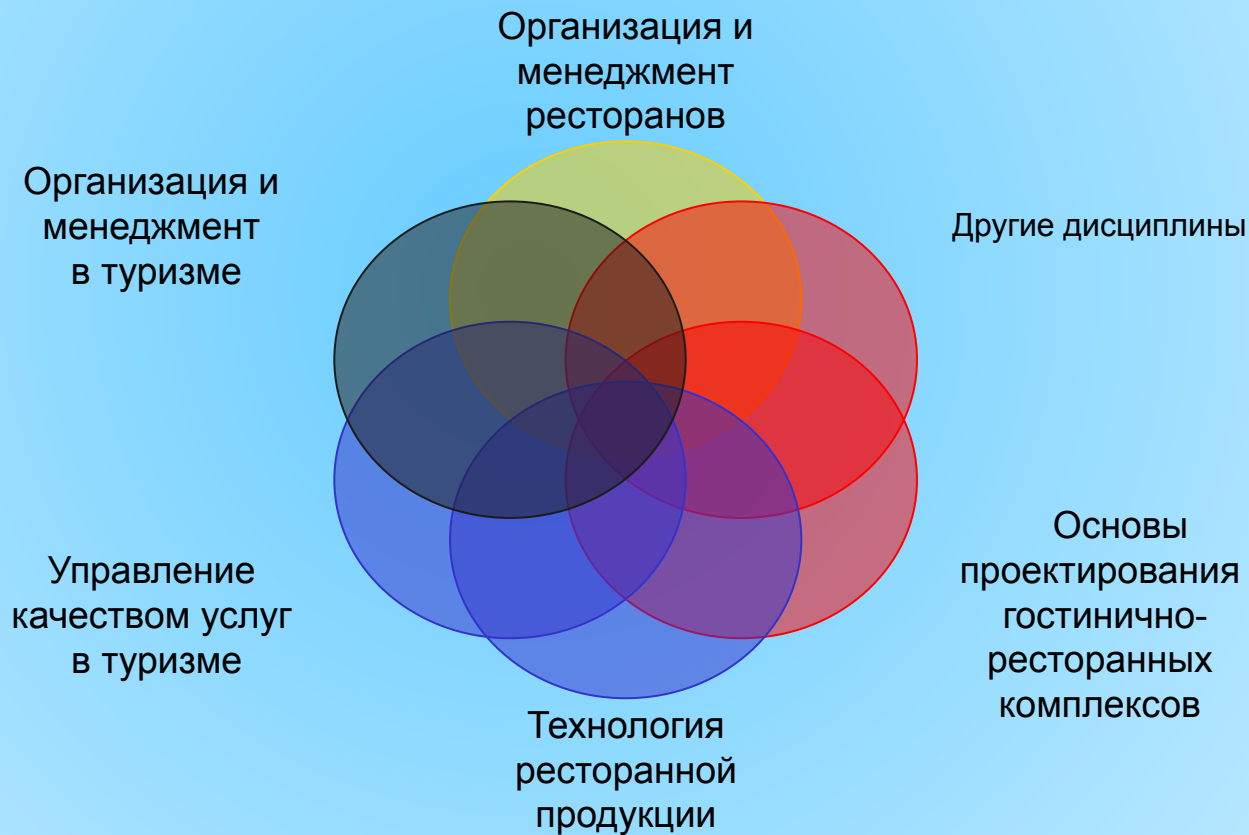 Организация и
менеджмент
ресторанов
Организация и
менеджмент
в туризме
Другие дисциплины
Управление
качеством услуг
в туризме
Основы
проектирования
гостинично-
ресторанных
комплексов
Технология
ресторанной
продукции